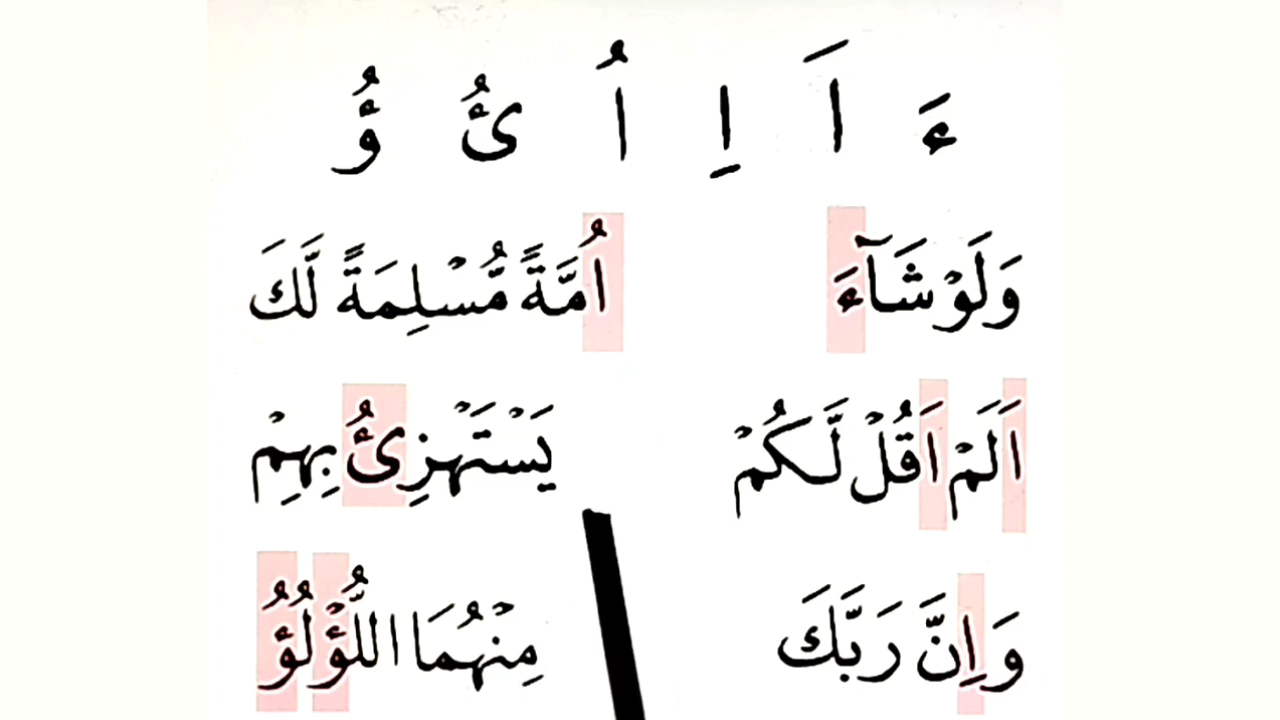 ءَ اَ اِ اُ ئُ ؤُ
وَلَوْ شَآءَ اُمَّةً مُّسْلِمَةً لَّكَ
اَلَمْ اَقُلْ لَّكُمْ يَسْتَهْزِئُ بِهِمْ
وَاِنَّ رَبَّكَ مِنْهُمَا اللُّؤْلُؤُ